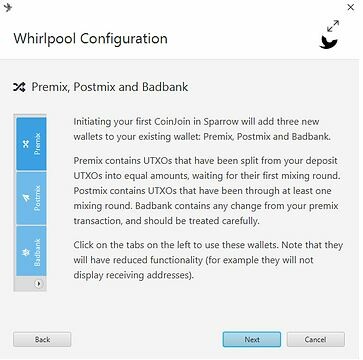 Whirlpool Configuration
Premix, Postmix and Badbank
Premix
Postmix
Badbank
Initiating your first CoinJoin in Sparrow will add three new
wallets to your existing wallet: Premix, Postmix and Badbank.
Premix contains UTXOs that have been split from your deposit
UTXOs into equal amounts, waiting for their first mixing round.
Postmix contains UTXOs that have been through at least one
mixing round. Badbank contains any change from your premix
transaction, and should be treated carefully.
Click on the tabs on the left to use these wallets. Note that they
will have reduced functionality (for example they will not
display receiving addresses).
Back
Next
Cancel